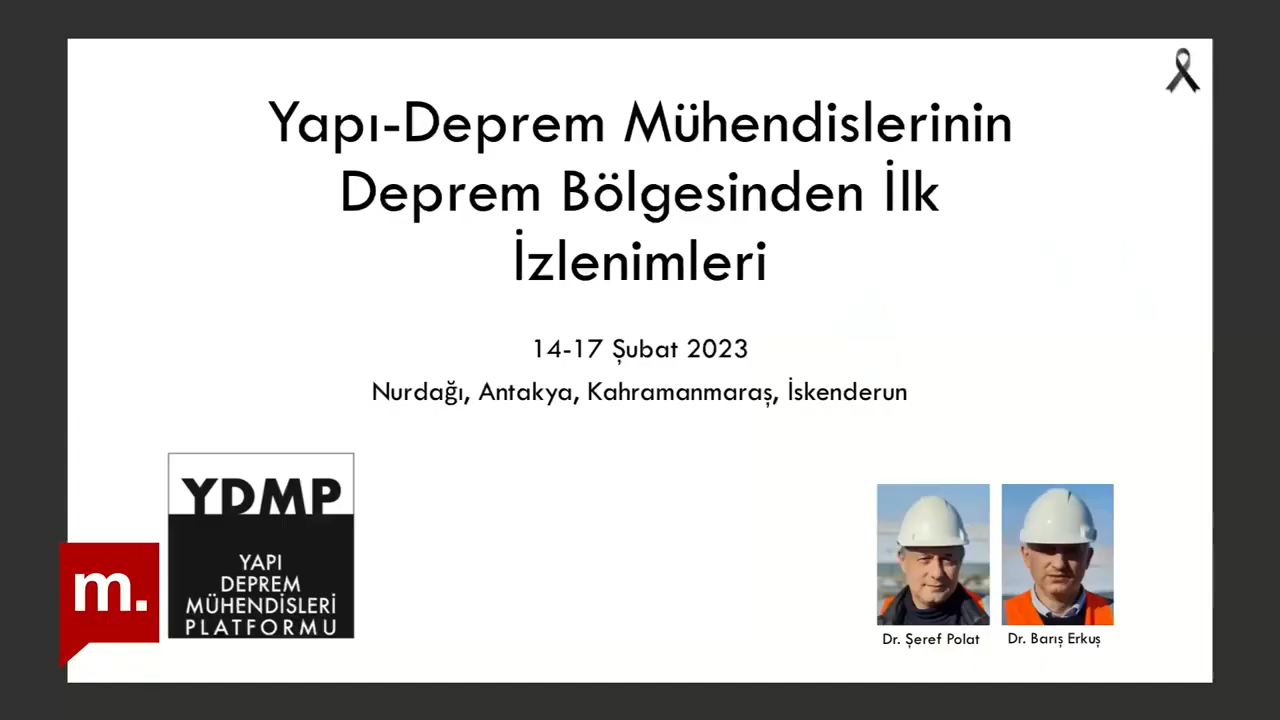 Yapı-Deprem Mühendislerinin
Deprem Bölgesinden İlk
İzlenimleri
14-17 Şubat 2023
Nurdağı, Antakya, Kahramanmaraş, İskenderun
YDMP
YAPI
DEPREM
MÜHENDİSLERİ
PLATFORMU
m.
Dr. Şeref Polat
Dr. Barış Erkuş